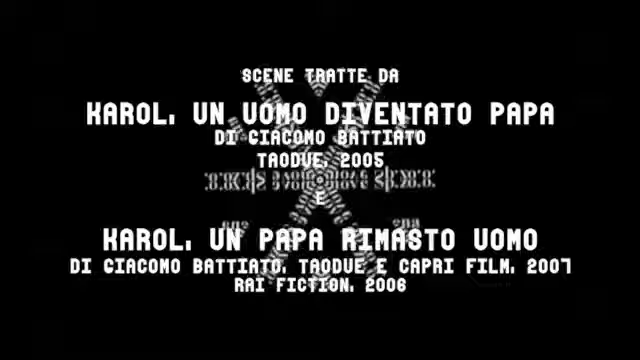 SCENE TRATTE DA
KAROL. UN UOMO DIVENTATO PAPA
DI GIACOMO BATTIATO
TAODUE, 2005
E
KAROL. UN PAPA RIMASTO UOMO
DI GIACOMO BATTIATO. TAODUE E CAPRI FILM. 2007
RAI FICTION. 2006